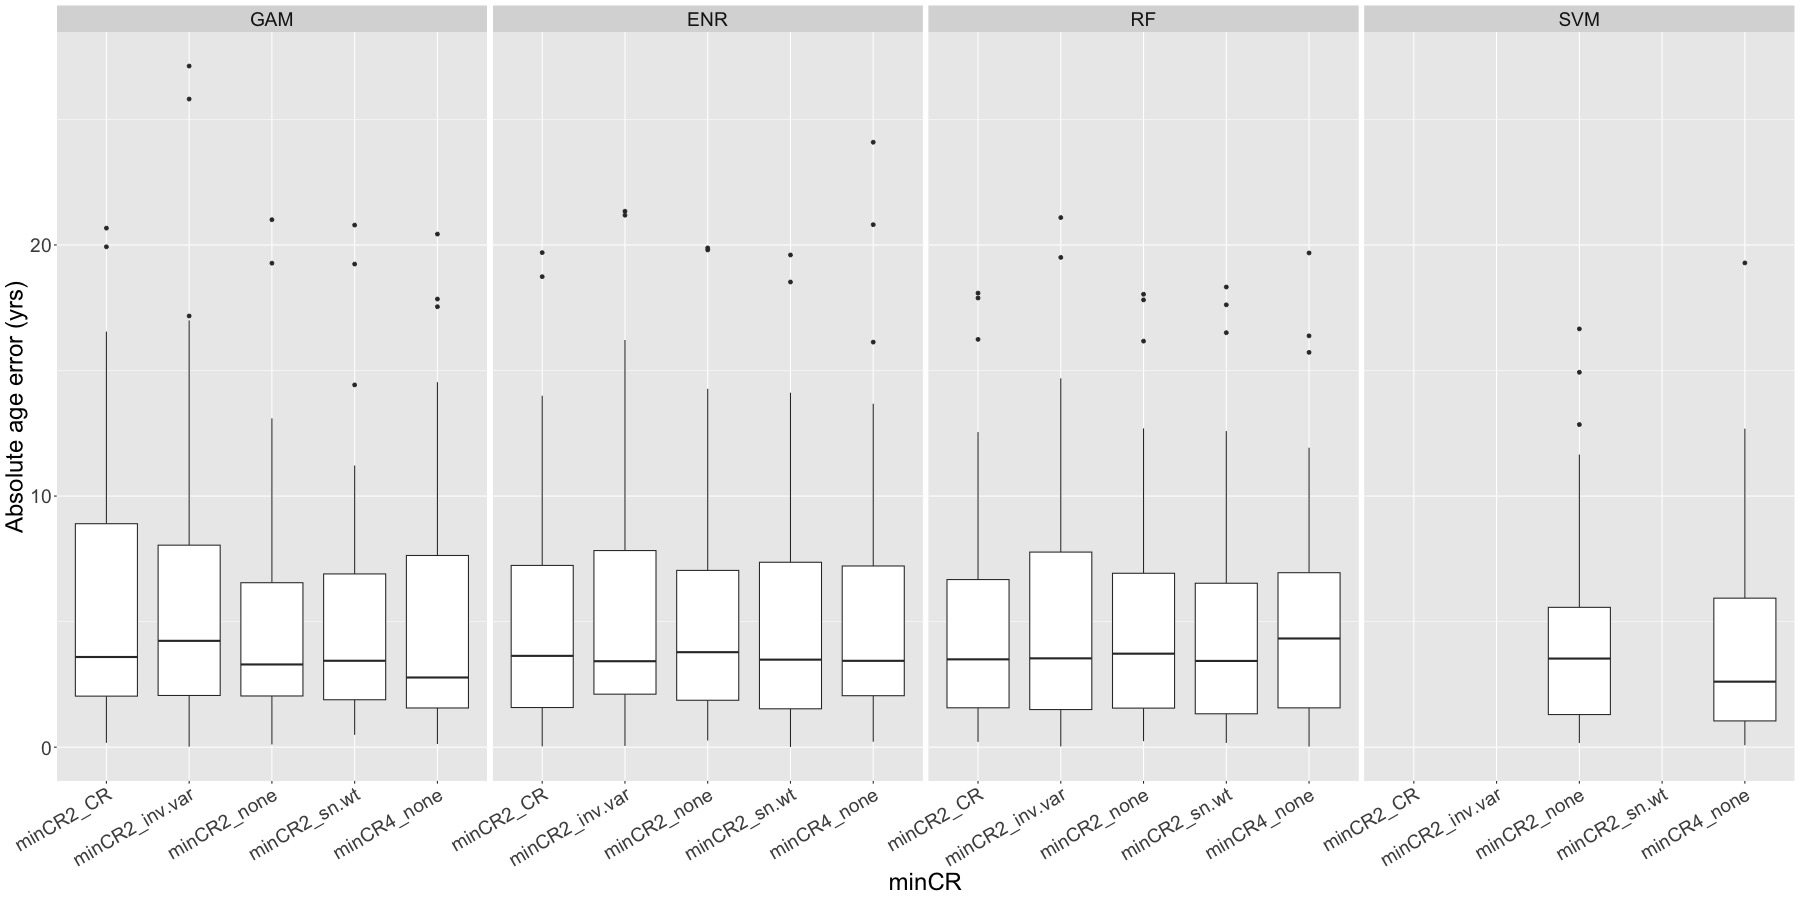 GAM ENR RF SVM
Absolute age error (yrs)
20
10
0
minCR2_CR minCR2_inv.var minCR2_none minCR2_sn.wt minCR4_none minCR2_CR minCR2_inv.var minCR2_none minCR2_sn.wt minCR4_none minCR2_CR minCR2_inv.var minCR2_none minCR2_sn.wt minCR4_none minCR2_CR minCR2_inv.var minCR2_none minCR2_sn.wt minCR4_none
minCR